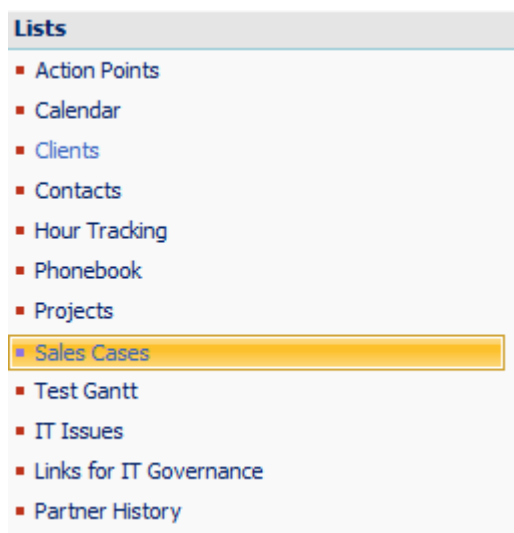 Lists
Action Points
Calendar
Clients
Contacts
Hour Tracking
Phonebook
Projects
Sales Cases
Test Gantt
IT Issues
Links for IT Governance
Partner History